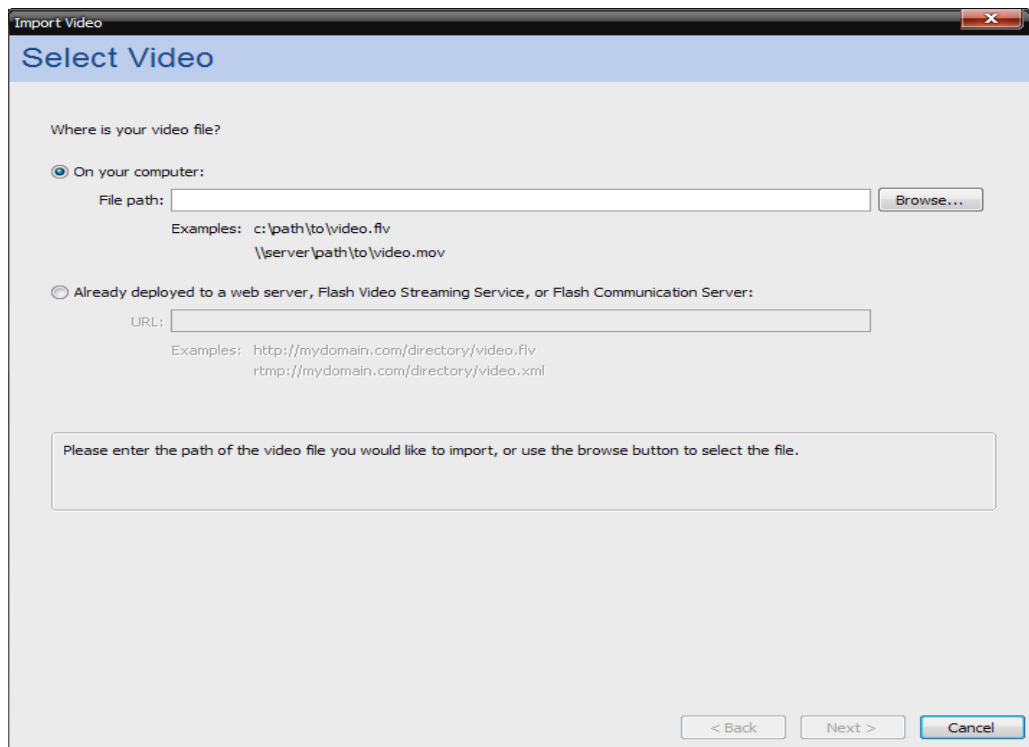 Import Video
Select Video
Where is your video file?
On your computer:
File path:
Browse...
Examples: c:\path\to\video.flv
\\server\path\to\video.mov
Already deployed to a web server, Flash Video Streaming Service, or Flash Communication Server:
URL:
Examples: http://mydomain.com/directory/video.flv
rtmp://mydomain.com/directory/video.xml
Please enter the path of the video file you would like to import, or use the browse button to select the file.
< Back Next > Cancel